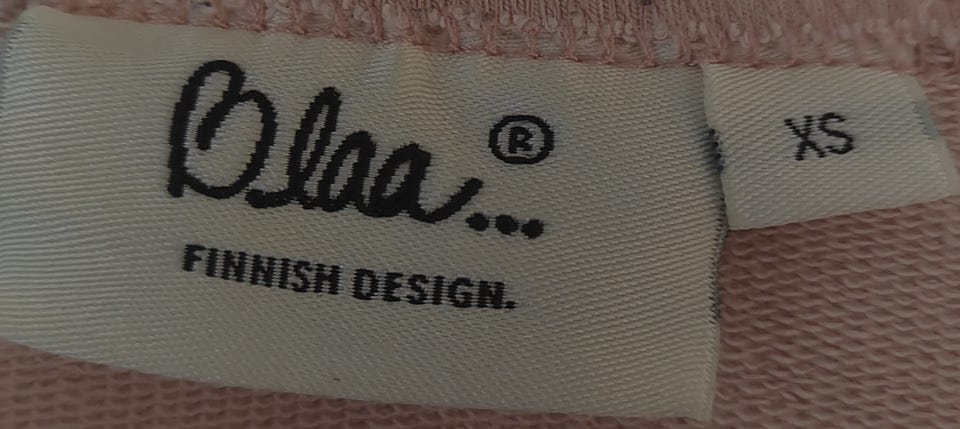 Blaa...®
FINNISH DESIGN.
XS